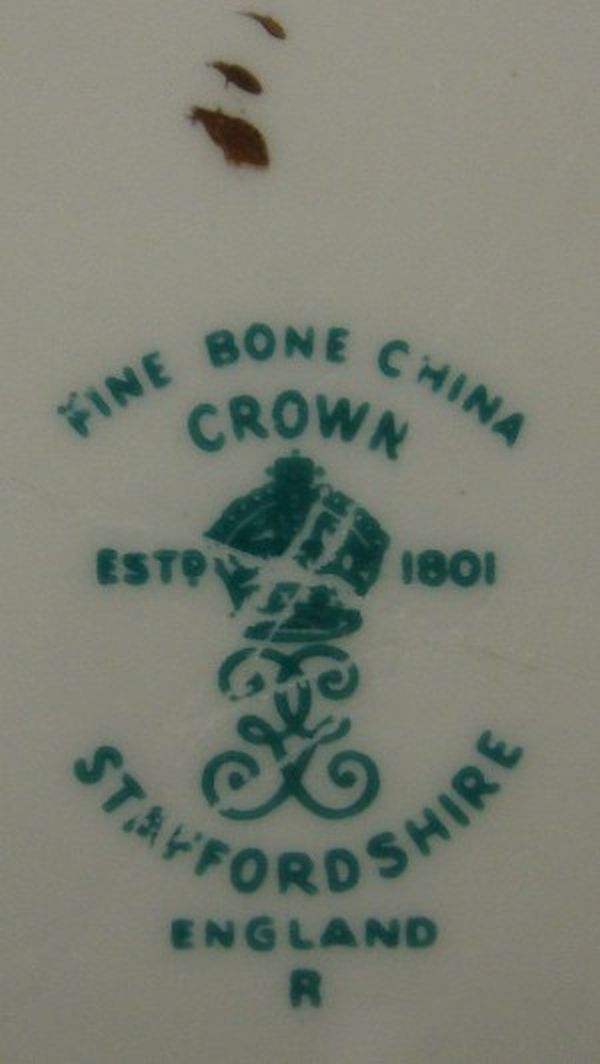 FINE BONE CHINA
CROWN
ESTD 1801
STAFFORDSHIRE
ENGLAND
R